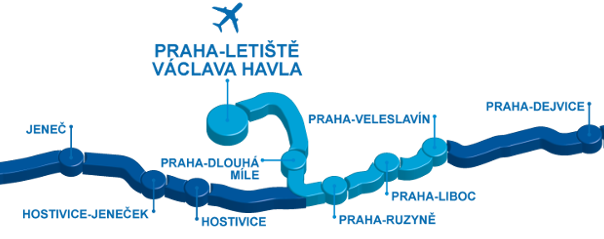 PRAHA-LETIŠTĚ
VÁCLAVA HAVLA
PRAHA-DEJVICE
PRAHA-VELESLAVÍN
JENEČ
PRAHA-DLOUHÁ
MÍLE
PRAHA-LIBOC
HOSTIVICE-JENEČEK
HOSTIVICE
PRAHA-RUZYNĚ